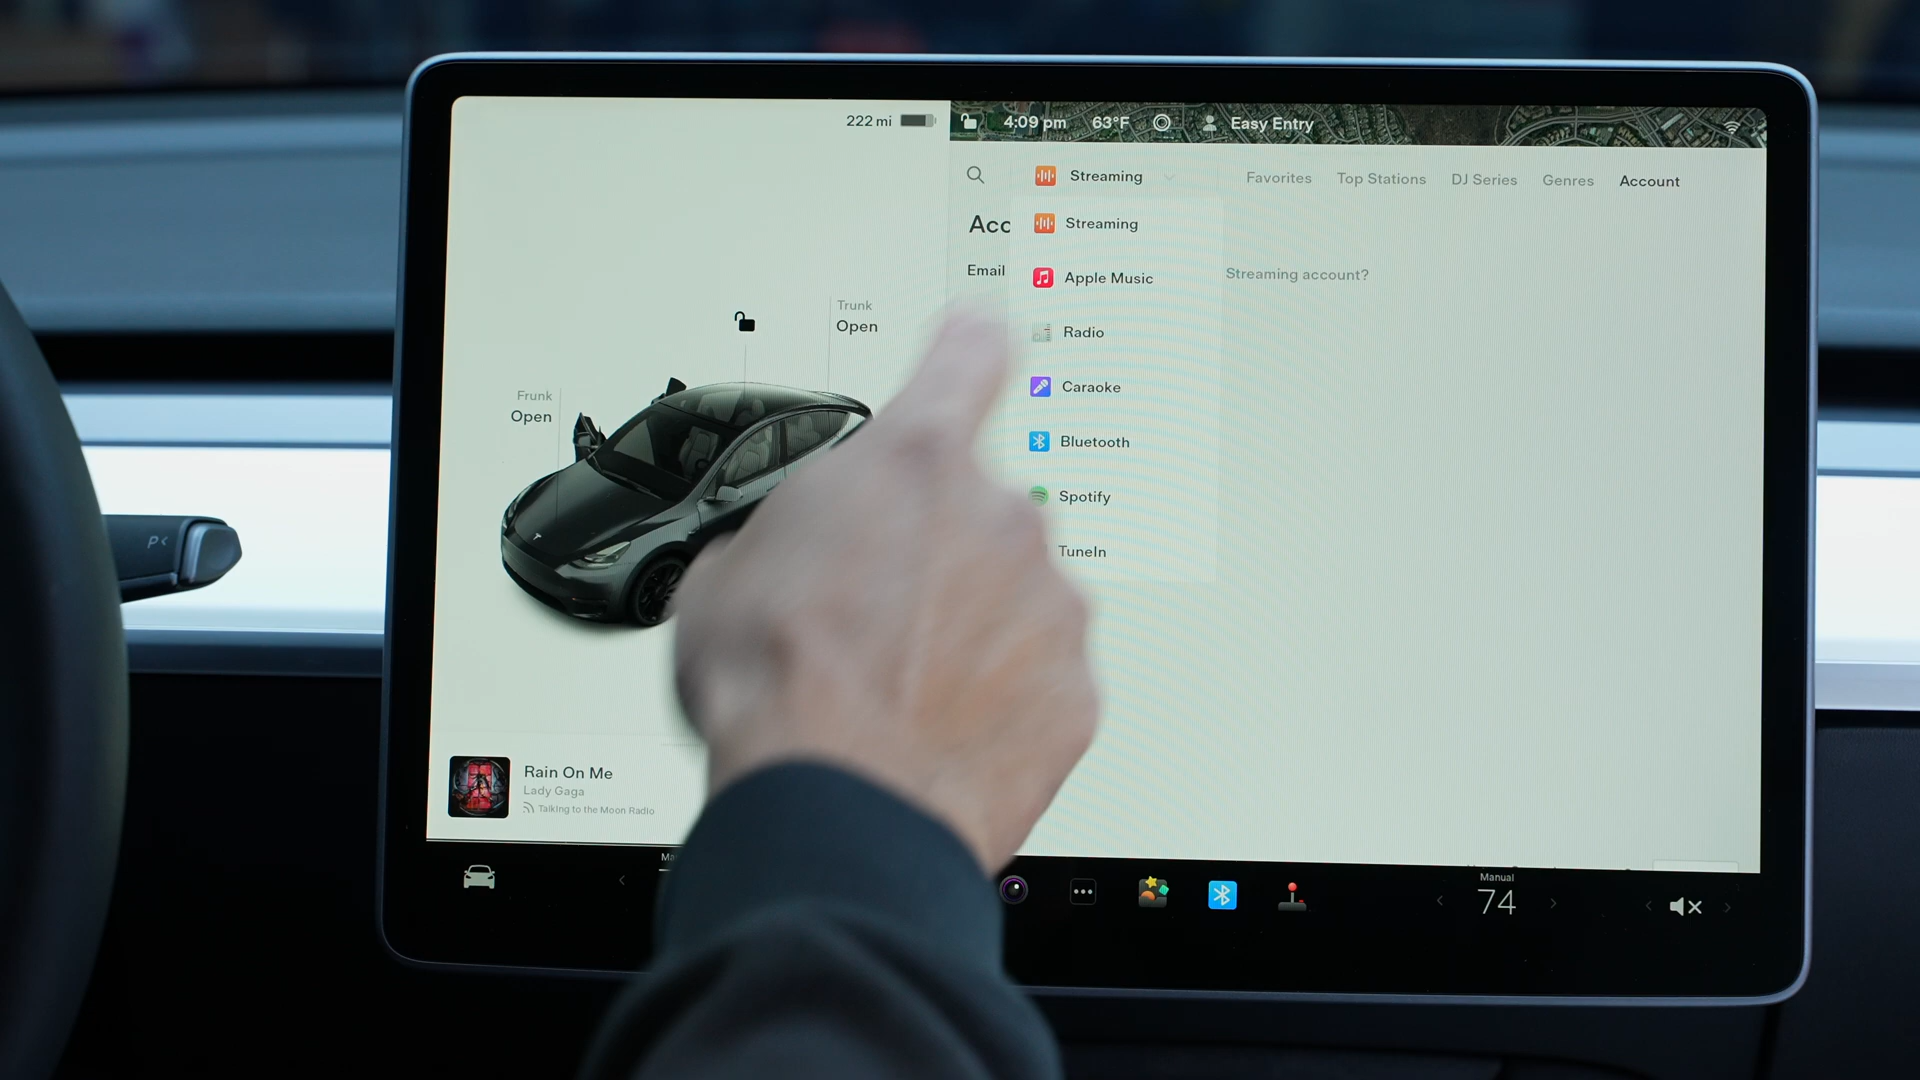 222 mi
4:09 pm 63°F Easy Entry
Streaming Favorites Top Stations DJ Series Genres Account
Acc
Email
Streaming
Apple Music
Radio
Caraoke
Bluetooth
Spotify
TuneIn
Streaming account?
Trunk
Open
Frunk
Open
P
Rain On Me
Lady Gaga
Talking to the Moon Radio
Manual
74